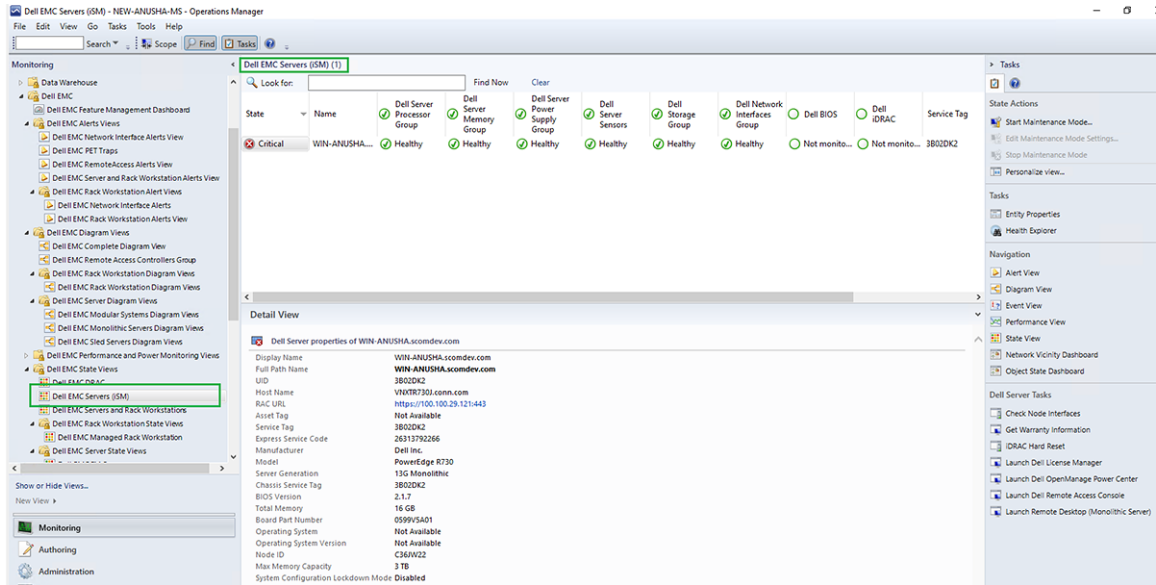 Dell EMC Servers (iSM) - NEW-ANUSHA-MS - Operations Manager
File Edit View Go Tasks Tools Help
Search Scope Find Tasks
Monitoring
Data Warehouse
Dell EMC
Dell EMC Feature Management Dashboard
Dell EMC Alerts Views
Dell EMC Network Interface Alerts View
Dell EMC PET Traps
Dell EMC RemoteAccess Alerts View
Dell EMC Server and Rack Workstation Alerts View
Dell EMC Rack Workstation Alert Views
Dell EMC Network Interface Alerts
Dell EMC Rack Workstation Alerts View
Dell EMC Diagram Views
Dell EMC Complete Diagram View
Dell EMC Remote Access Controllers Group
Dell EMC Rack Workstation Diagram Views
Dell EMC Rack Workstation Diagram Views
Dell EMC Server Diagram Views
Dell EMC Modular Systems Diagram Views
Dell EMC Monolithic Servers Diagram Views
Dell EMC Sled Servers Diagram Views
Dell EMC Performance and Power Monitoring Views
Dell EMC State Views
Dell EMC DRAC
Dell EMC Servers (iSM)
Dell EMC Servers and Rack Workstations
Dell EMC Rack Workstation State Views
Dell EMC Managed Rack Workstation
Dell EMC Server State Views
Show or Hide Views...
New View
Monitoring
Authoring
Administration
Dell EMC Servers (iSM) (1)
Look for: Find Now Clear
State Name Dell Server Processor Group Dell Server Memory Group Dell Server Power Supply Group Dell Server Sensors Dell Storage Group Dell Network Interfaces Group Dell BIOS Dell iDRAC Service Tag
Critical WIN-ANUSHA.... Healthy Healthy Healthy Healthy Healthy Healthy Not monito... Not monito... 3B02DK2
Detail View
Dell Server properties of WIN-ANUSHA.scomdev.com
Display Name WIN-ANUSHA.scomdev.com
Full Path Name WIN-ANUSHA.scomdev.com
UID 3B02DK2
Host Name VNXTR730J.conn.com
RAC URL https://100.100.29.121:443
Asset Tag Not Available
Service Tag 3B02DK2
Express Service Code 26313792266
Manufacturer Dell Inc.
Model PowerEdge R730
Server Generation 13G Monolithic
Chassis Service Tag 3B02DK2
BIOS Version 2.1.7
Total Memory 16 GB
Board Part Number 0599V5A01
Operating System Not Available
Operating System Version Not Available
Node ID C36JW22
Max Memory Capacity 3 TB
System Configuration Lockdown Mode Disabled
Tasks
State Actions
Start Maintenance Mode...
Edit Maintenance Mode Settings...
Stop Maintenance Mode
Personalize view...
Tasks
Entity Properties
Health Explorer
Navigation
Alert View
Diagram View
Event View
Performance View
State View
Network Vicinity Dashboard
Object State Dashboard
Dell Server Tasks
Check Node Interfaces
Get Warranty Information
iDRAC Hard Reset
Launch Dell License Manager
Launch Dell OpenManage Power Center
Launch Dell Remote Access Console
Launch Remote Desktop (Monolithic Server)